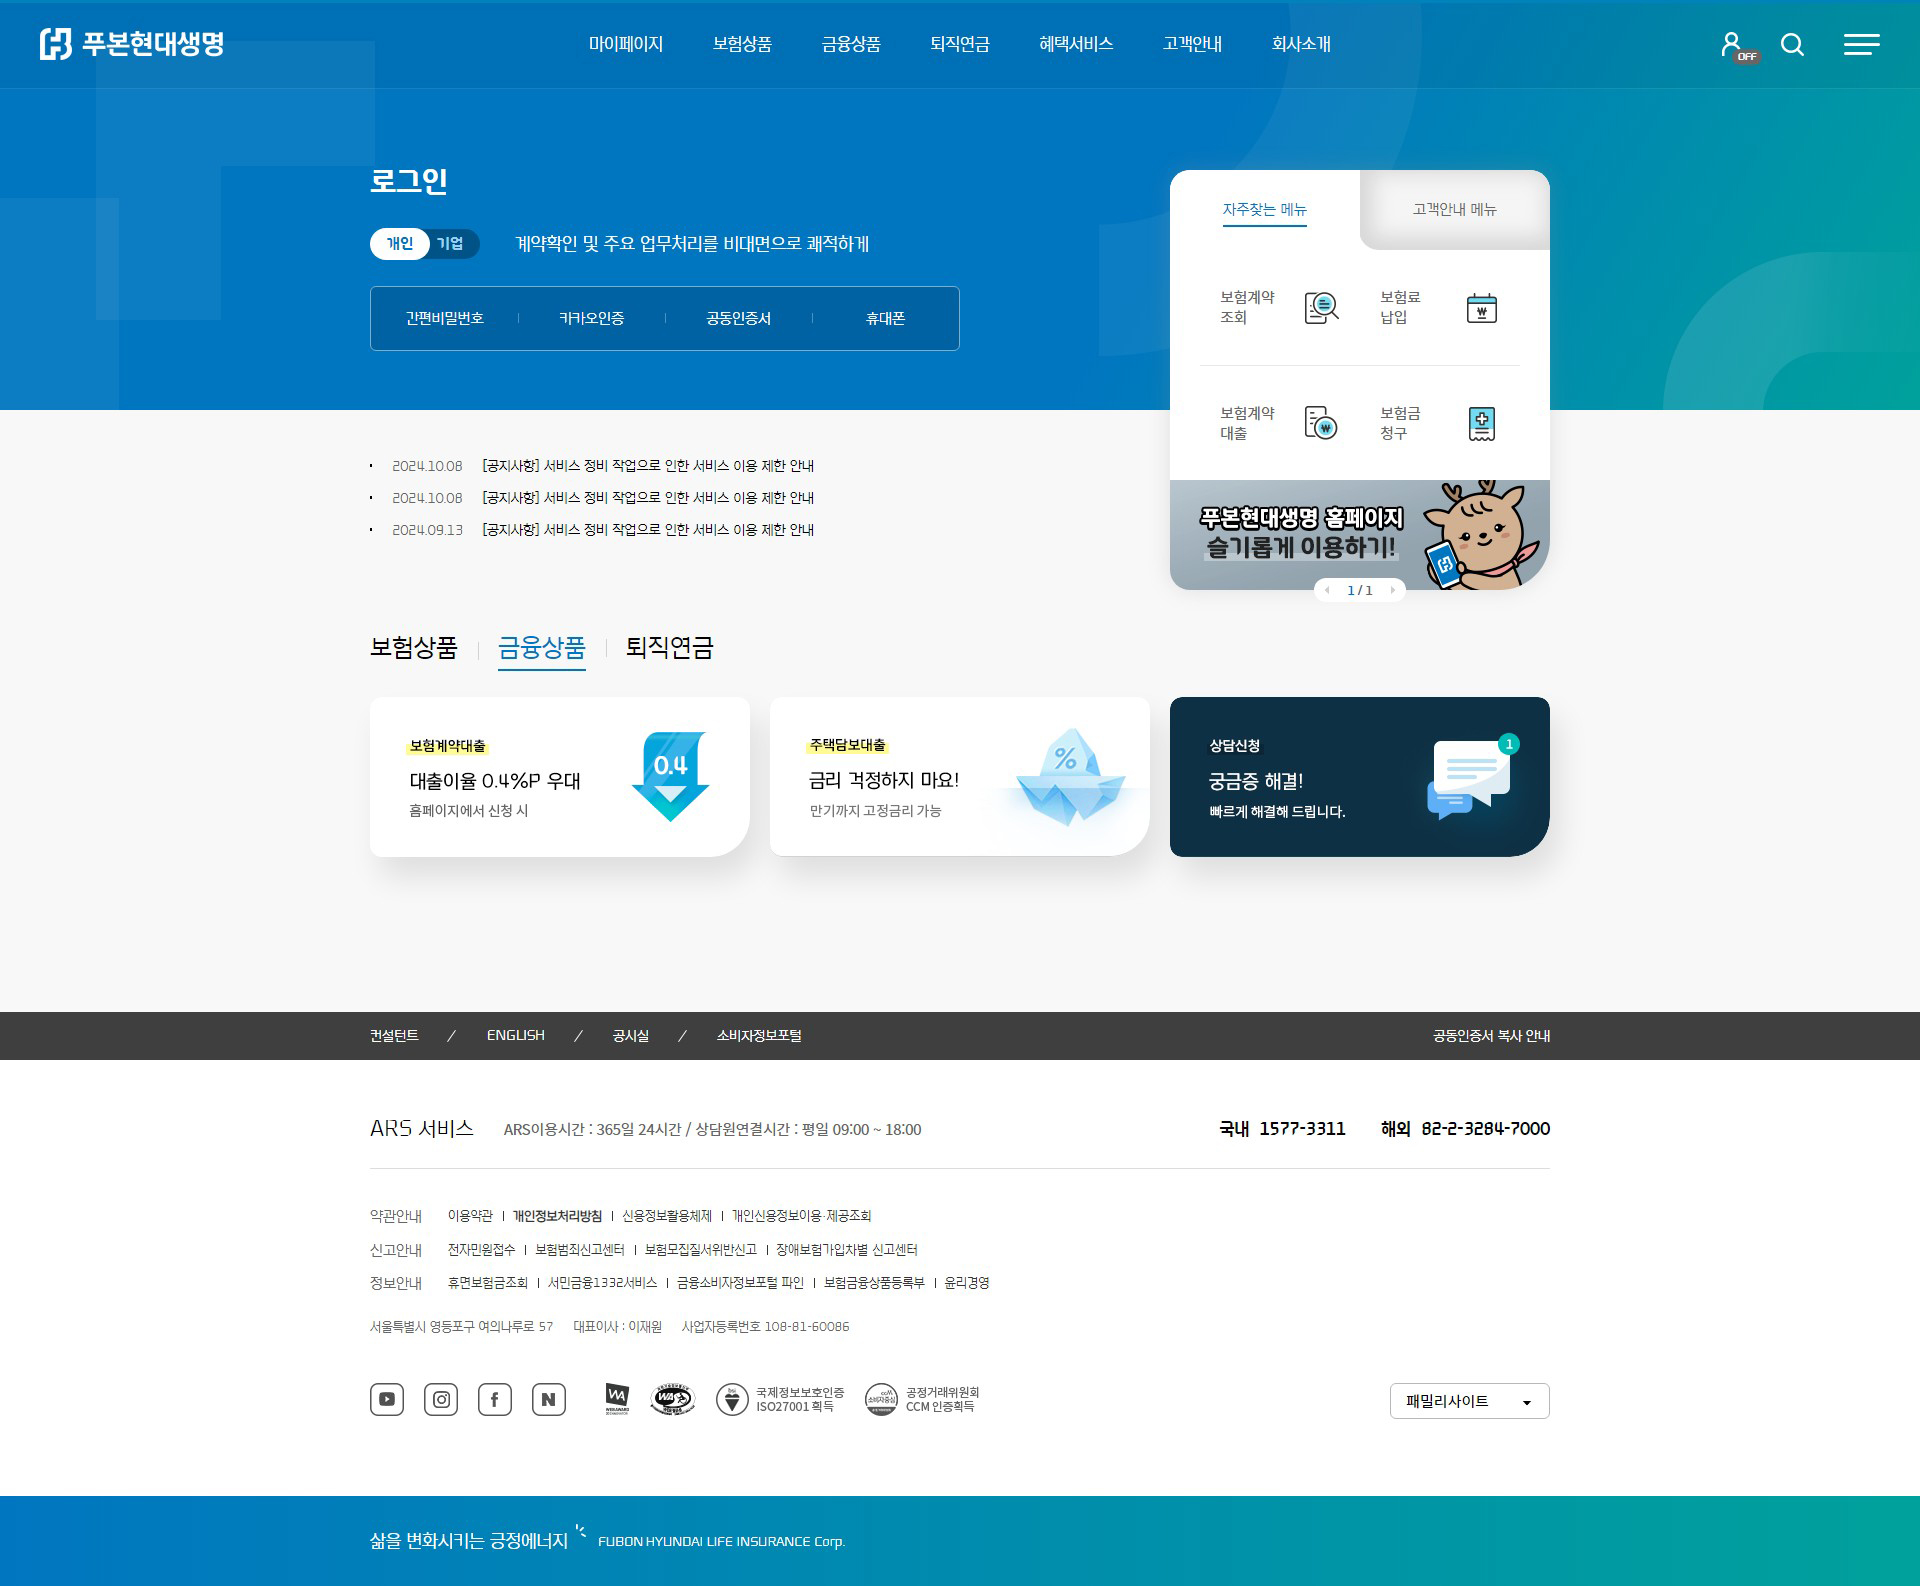 푸본현대생명
마이페이지 보험상품 금융상품 퇴직연금 혜택서비스 고객안내 회사소개
OFF
로그인
개인 기업 계약확인 및 주요 업무처리를 비대면으로 쾌적하게
간편비밀번호 카카오인증 공동인증서 휴대폰
자주찾는 메뉴 고객안내 메뉴
보험계약
조회
보험료
납입
보험계약
대출
보험금
청구
푸본현대생명 홈페이지
슬기롭게 이용하기!
1 / 1
2024.10.08 [공지사항] 서비스 정비 작업으로 인한 서비스 이용 제한 안내
2024.10.08 [공지사항] 서비스 정비 작업으로 인한 서비스 이용 제한 안내
2024.09.13 [공지사항] 서비스 정비 작업으로 인한 서비스 이용 제한 안내
보험상품 금융상품 퇴직연금
보험계약대출
대출이율 0.4%P 우대
홈페이지에서 신청 시
0.4
주택담보대출
금리 걱정하지 마요!
만기까지 고정금리 가능
%
상담신청
궁금증 해결!
빠르게 해결해 드립니다.
1
컨설턴트 / ENGLISH / 공시실 / 소비자정보포털 공동인증서 복사 안내
ARS 서비스 ARS이용시간 : 365일 24시간 / 상담원연결시간 : 평일 09:00 ~ 18:00 국내 1577-3311 해외 82-2-3284-7000
약관안내 이용약관 | 개인정보처리방침 | 신용정보활용체제 | 개인신용정보이용·제공조회
신고안내 전자민원접수 | 보험범죄신고센터 | 보험모집질서위반신고 | 장애보험가입차별 신고센터
정보안내 휴면보험금조회 | 서민금융1332서비스 | 금융소비자정보포털 파인 | 보험금융상품등록부 | 윤리경영
서울특별시 영등포구 여의나루로 57 대표이사 : 이재원 사업자등록번호 108-81-60086
WA
국제정보보호인증
ISO27001 획득
소비자중심
공정거래위원회
CCM 인증획득
패밀리사이트
삶을 변화시키는 긍정에너지 FUBON HYUNDAI LIFE INSURANCE Corp.